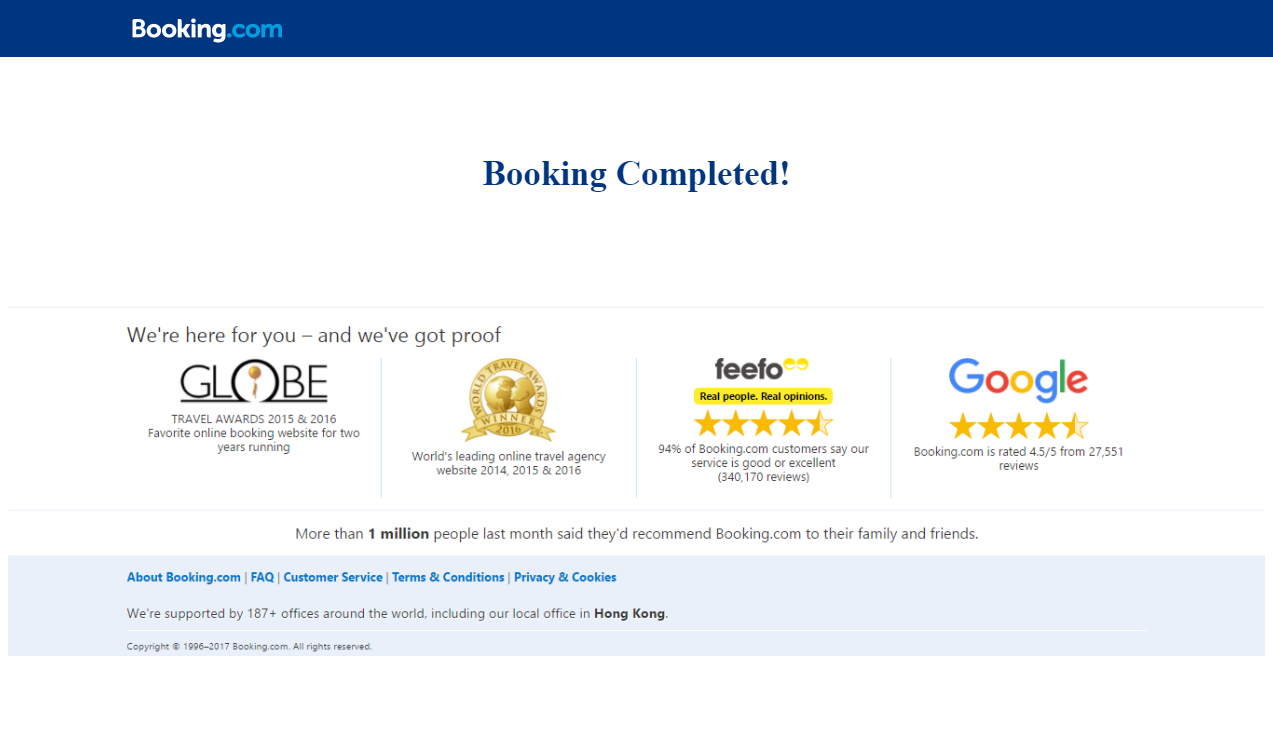 Booking.com
Booking Completed!
We're here for you – and we've got proof
GLOBE
TRAVEL AWARDS 2015 & 2016
Favorite online booking website for two
years running
WORLD TRAVEL AWARDS
WINNER
2016
World's leading online travel agency
website 2014, 2015 & 2016
feefo
Real people. Real opinions.
94% of Booking.com customers say our
service is good or excellent
(340,170 reviews)
Google
Booking.com is rated 4.5/5 from 27,551
reviews
More than 1 million people last month said they'd recommend Booking.com to their family and friends.
About Booking.com | FAQ | Customer Service | Terms & Conditions | Privacy & Cookies
We're supported by 187+ offices around the world, including our local office in Hong Kong.
Copyright © 1996–2017 Booking.com. All rights reserved.